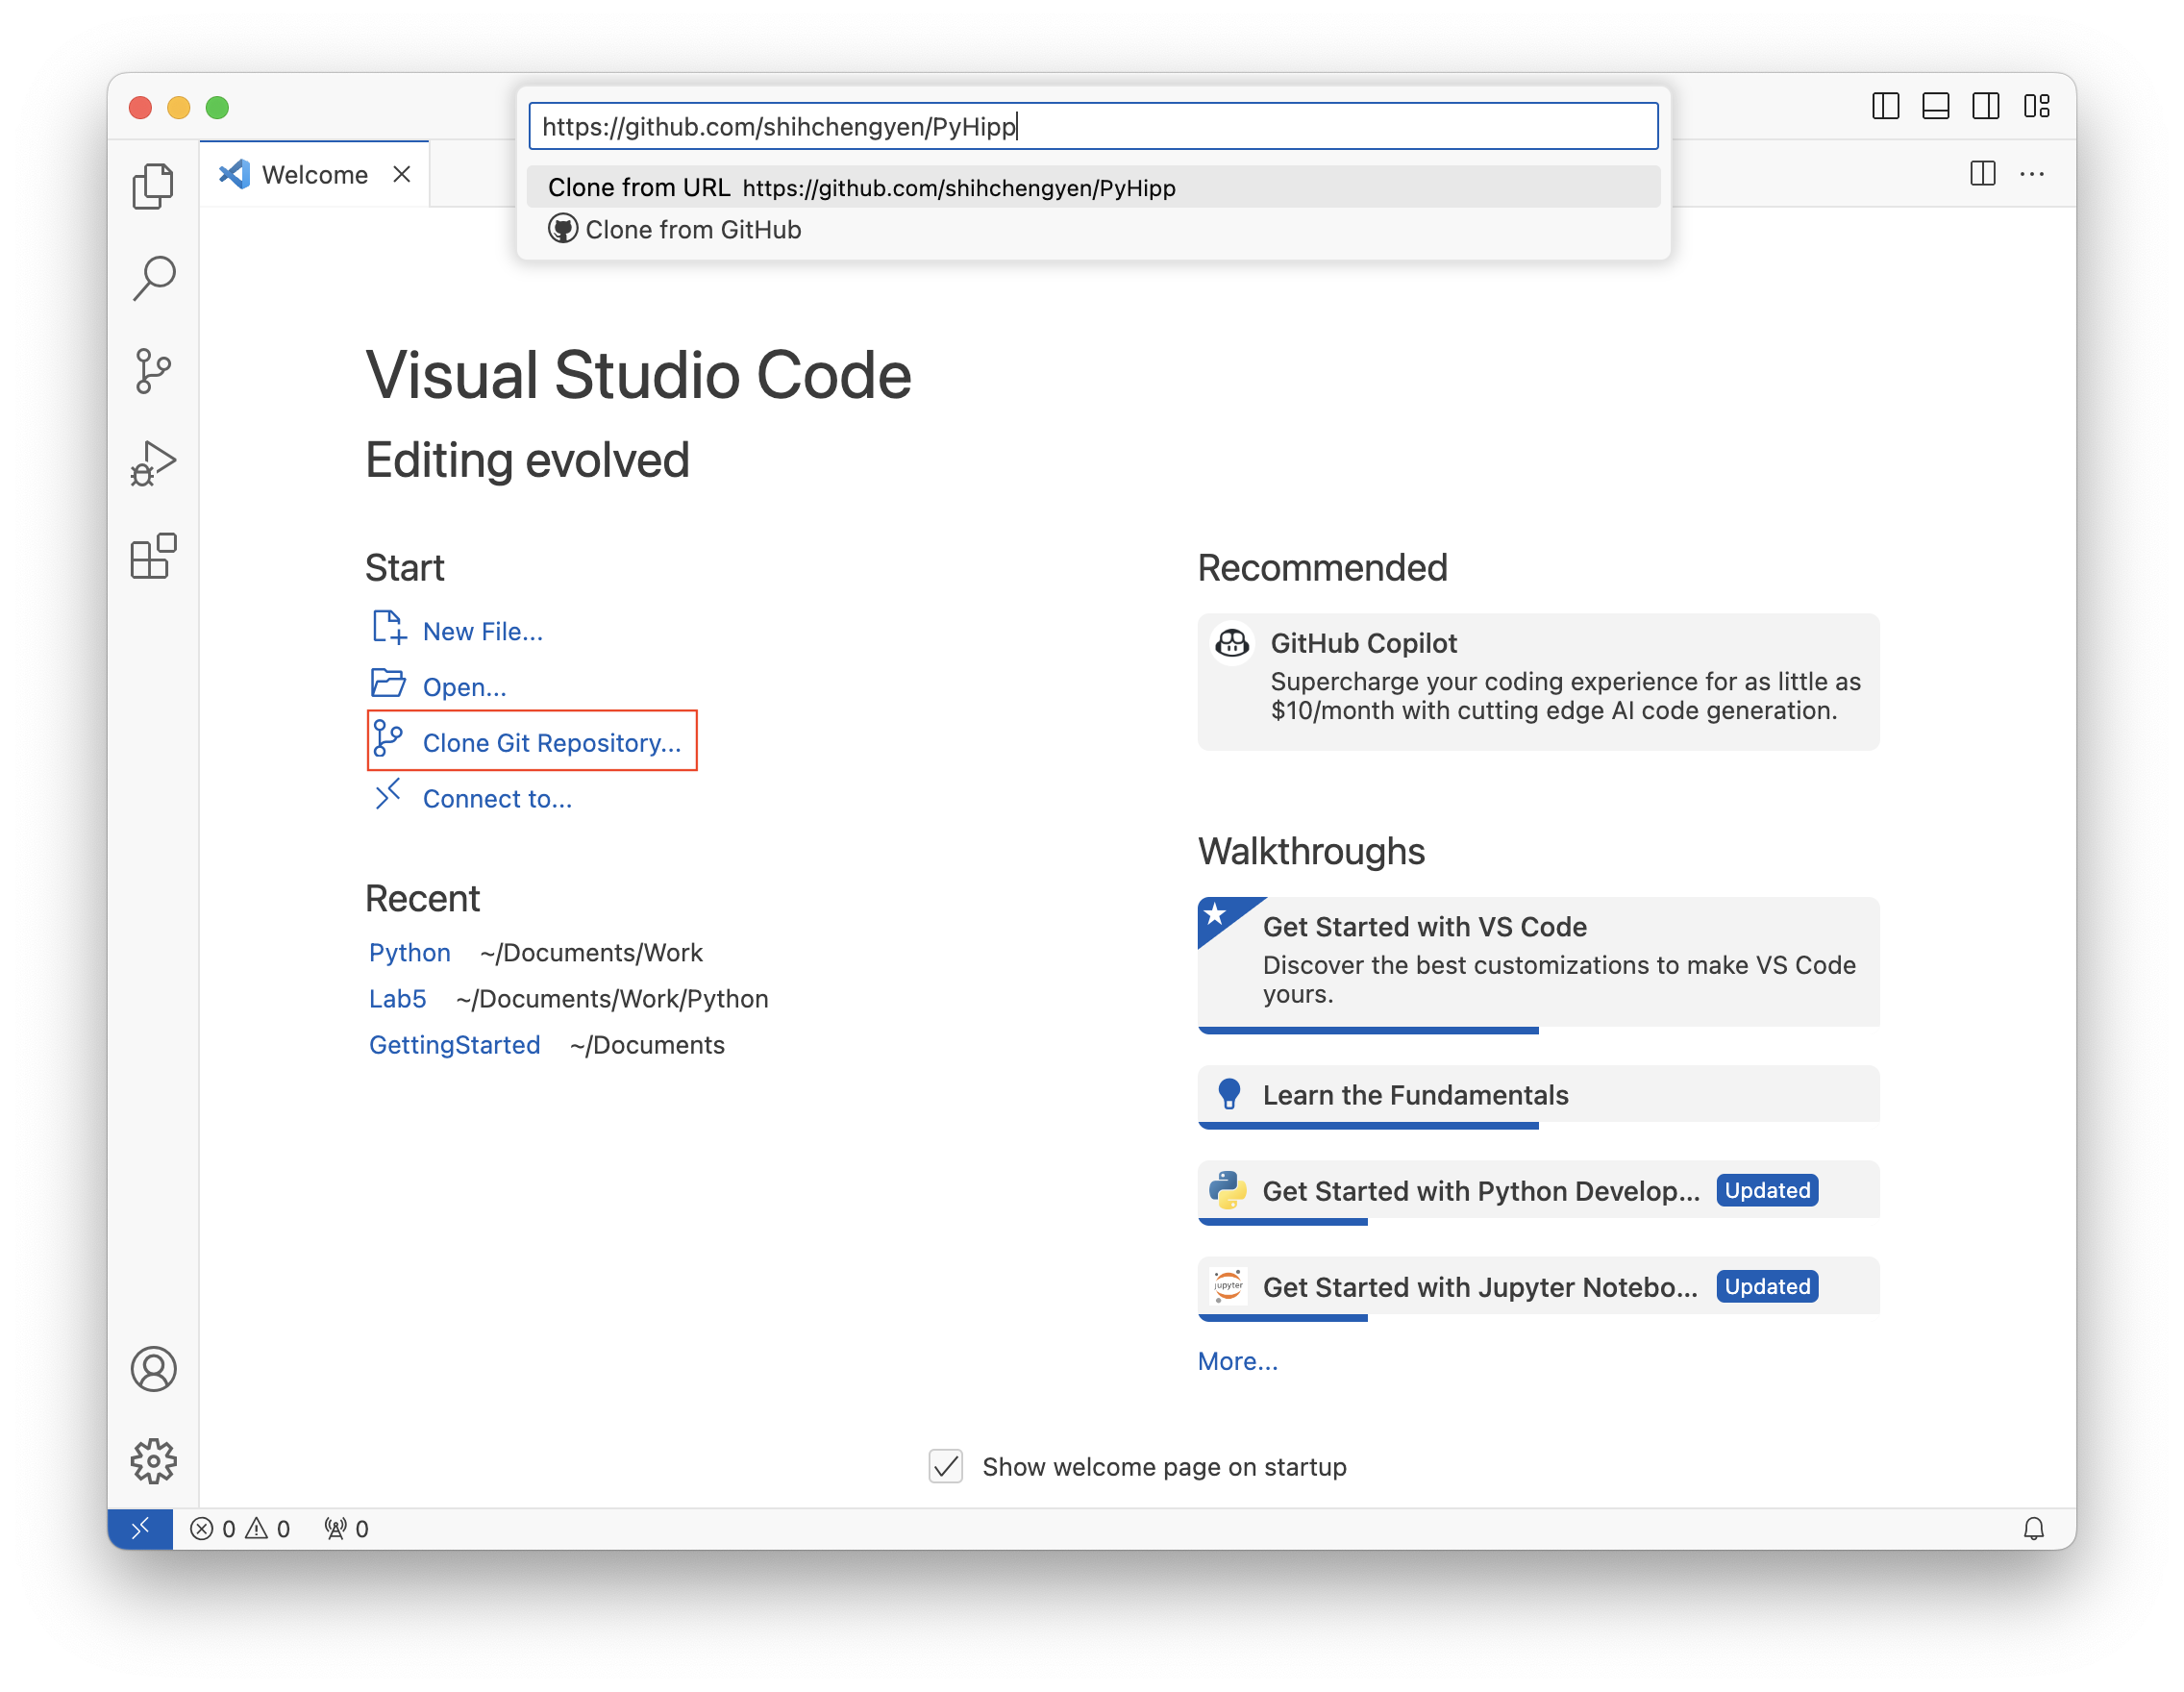 https://github.com/shihchengyen/PyHipp
Welcome
Clone from URL https://github.com/shihchengyen/PyHipp
Clone from GitHub
Visual Studio Code
Editing evolved
Start
New File...
Open...
Clone Git Repository...
Connect to...
Recent
Python ~/Documents/Work
Lab5 ~/Documents/Work/Python
GettingStarted ~/Documents
Recommended
GitHub Copilot
Supercharge your coding experience for as little as
$10/month with cutting edge AI code generation.
Walkthroughs
Get Started with VS Code
Discover the best customizations to make VS Code
yours.
Learn the Fundamentals
Get Started with Python Develop... Updated
jupyter
Get Started with Jupyter Notebo... Updated
More...
Show welcome page on startup
0 0 0